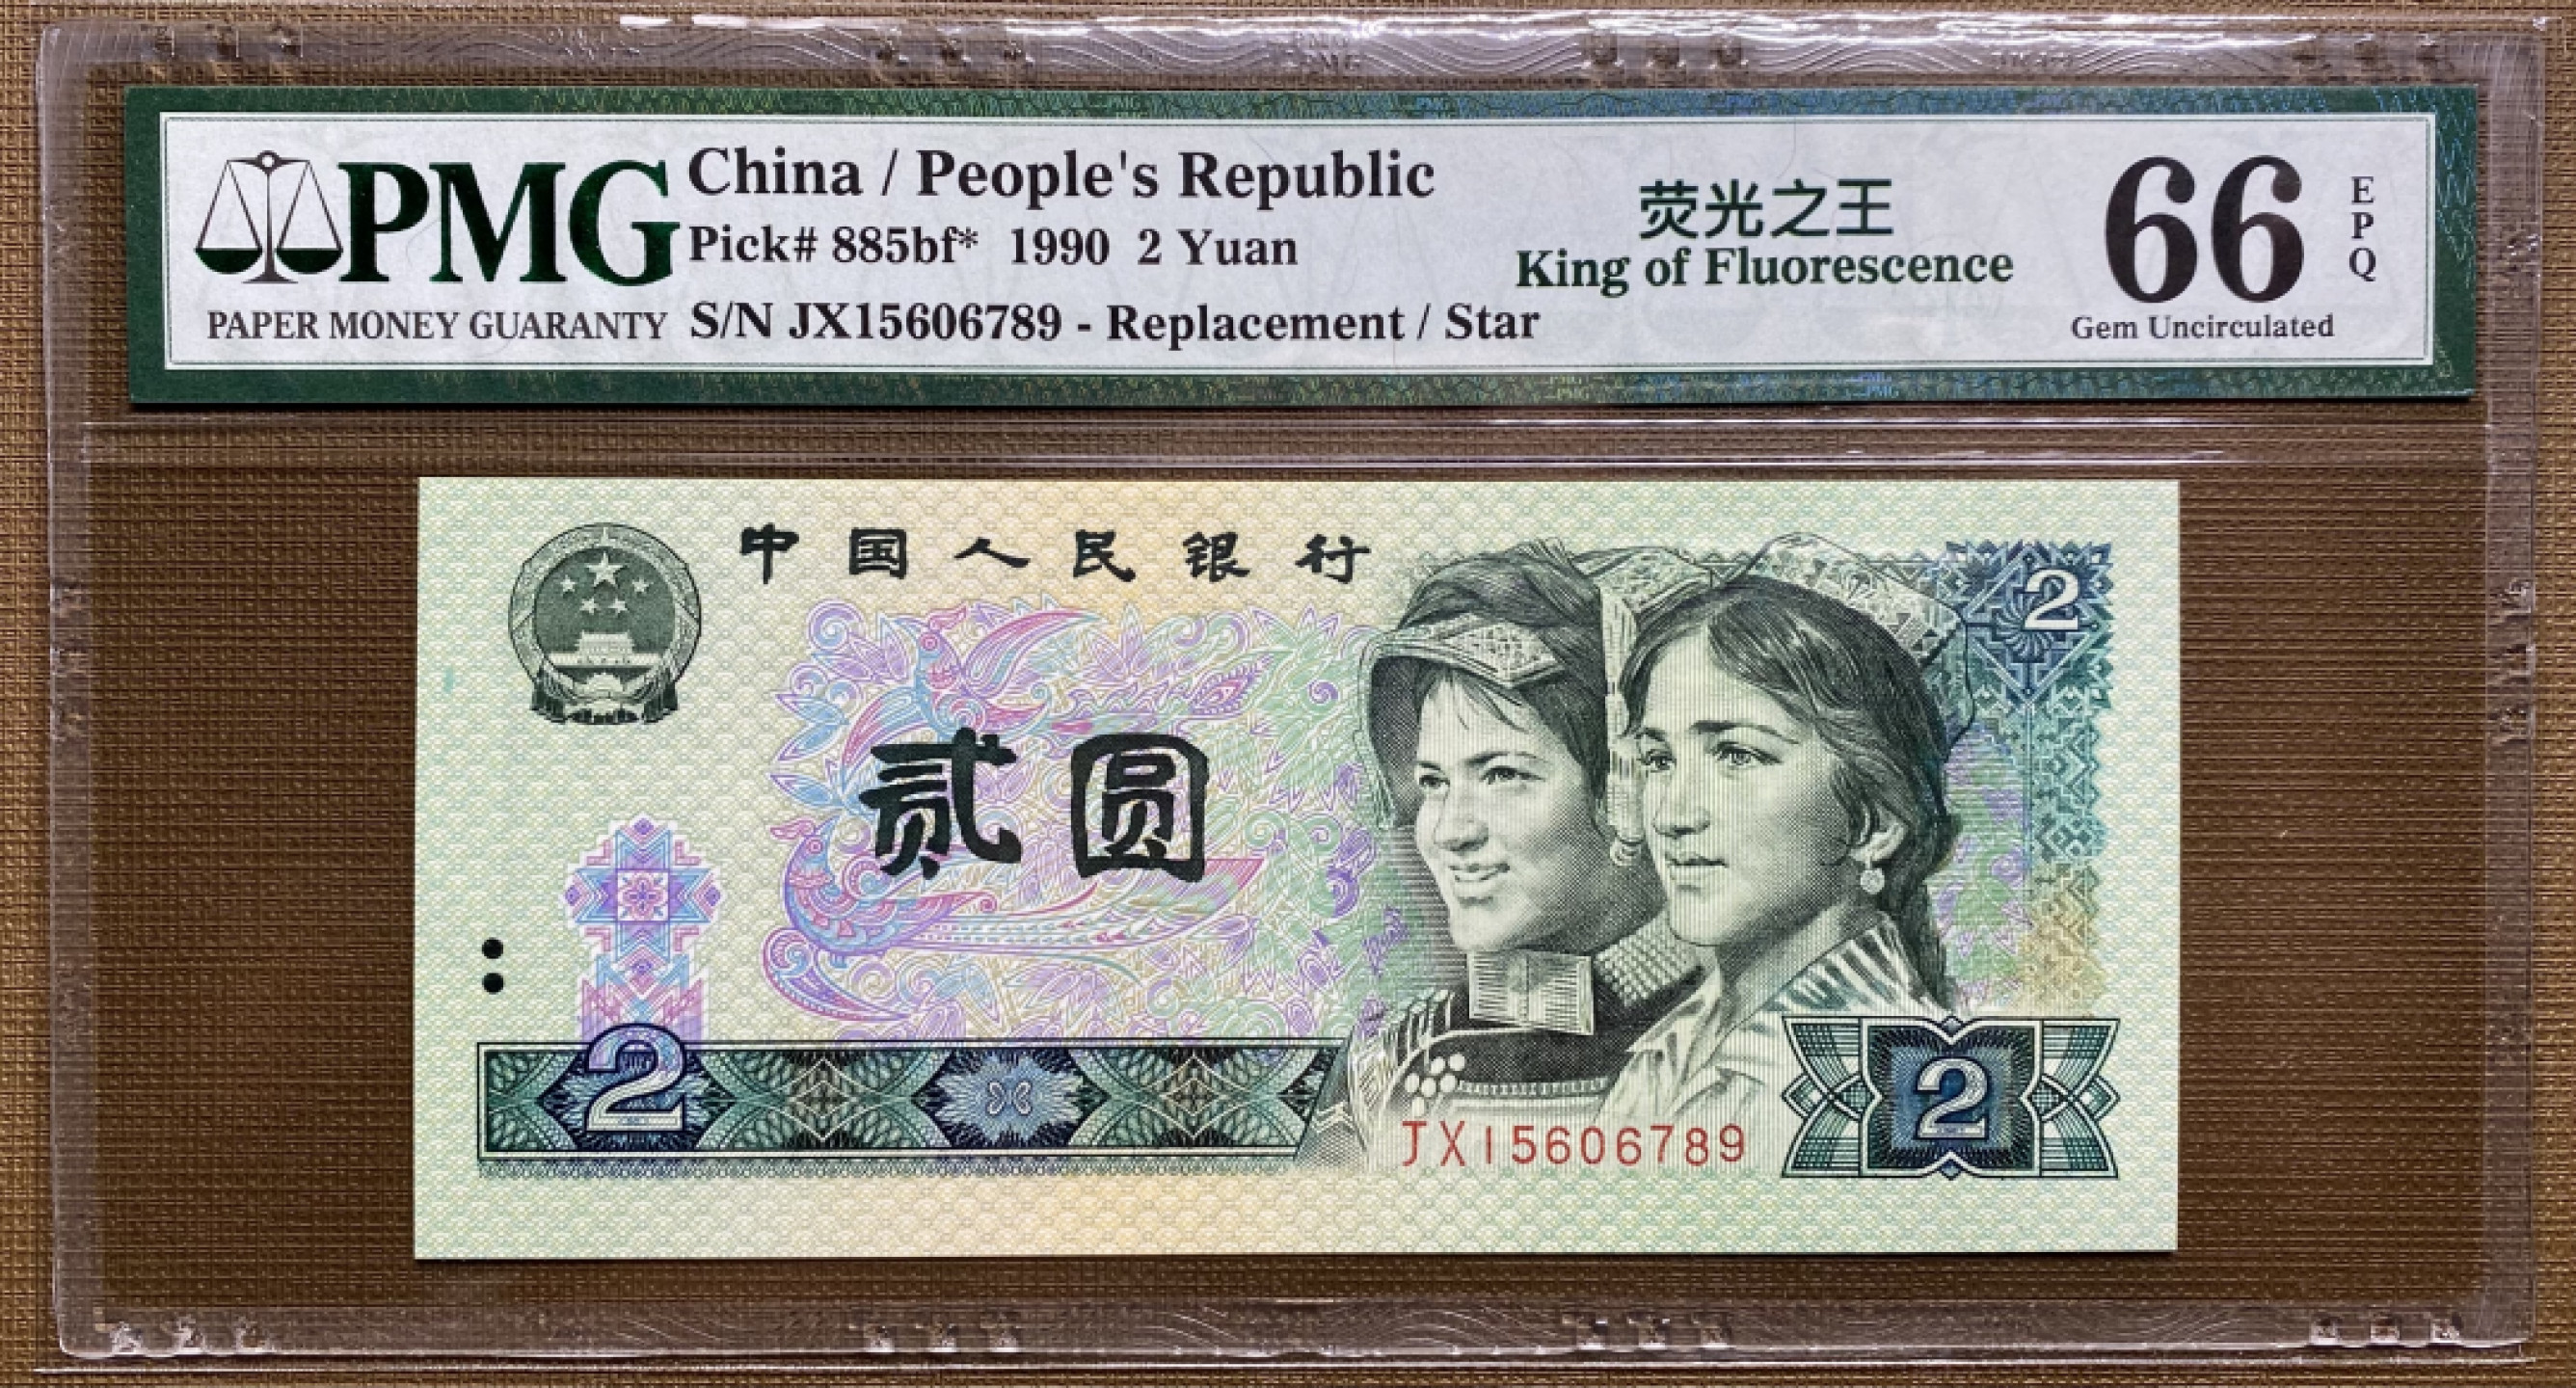 PMG
PAPER MONEY GUARANTY
China / People's Republic
Pick# 885bf* 1990 2 Yuan
S/N JX15606789 - Replacement / Star
荧光之王
King of Fluorescence
66
EPQ
Gem Uncirculated
中国人民银行
2
贰圆
2
2
JX15606789